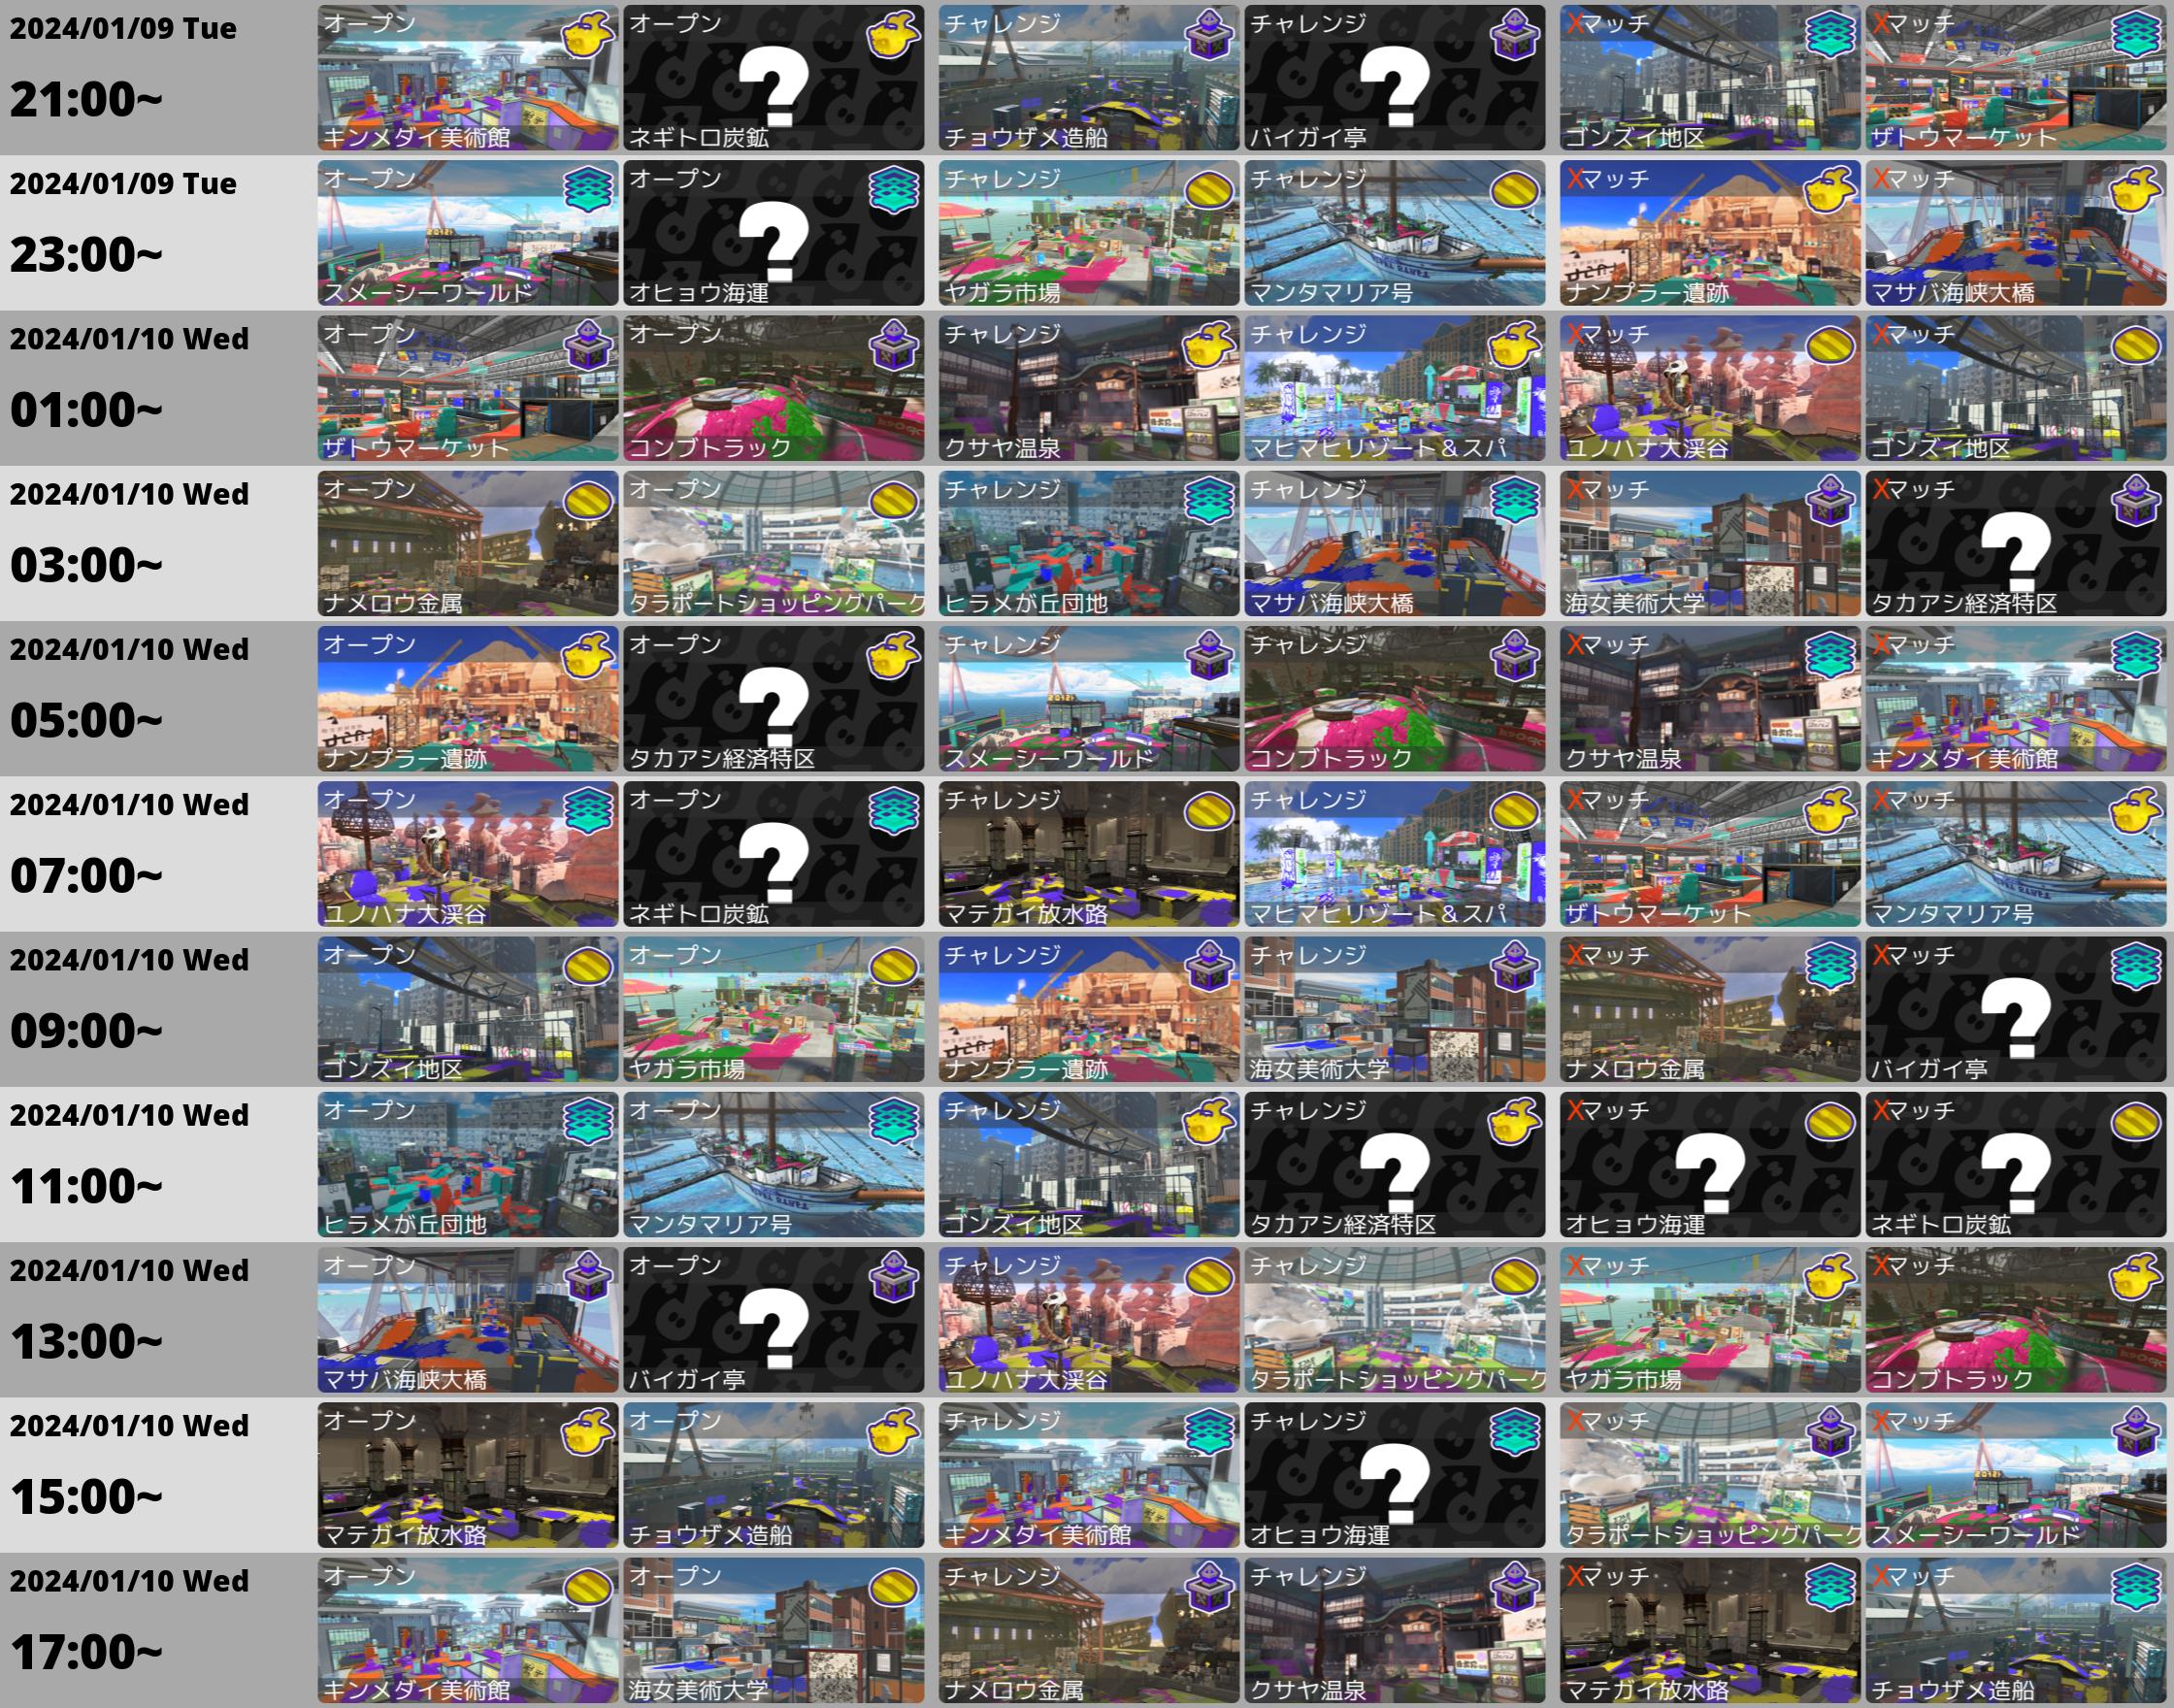 2024/01/09 Tue
21:00~
オープン
キンメダイ美術館
オープン
ネギトロ炭鉱
チャレンジ
チョウザメ造船
チャレンジ
バイガイ亭
Xマッチ
ゴンズイ地区
Xマッチ
ザトウマーケット
2024/01/09 Tue
23:00~
オープン
スメーシーワールド
オープン
オヒョウ海運
チャレンジ
ヤガラ市場
チャレンジ
マンタマリア号
Xマッチ
ナンプラー遺跡
Xマッチ
マサバ海峡大橋
2024/01/10 Wed
01:00~
オープン
ザトウマーケット
オープン
コンブトラック
チャレンジ
クサヤ温泉
チャレンジ
マヒマヒリゾート&スパ
Xマッチ
ユノハナ大渓谷
Xマッチ
ゴンズイ地区
2024/01/10 Wed
03:00~
オープン
ナメロウ金属
オープン
タラポートショッピングパーク
チャレンジ
ヒラメが丘団地
チャレンジ
マサバ海峡大橋
Xマッチ
海女美術大学
Xマッチ
タカアシ経済特区
2024/01/10 Wed
05:00~
オープン
ナンプラー遺跡
オープン
タカアシ経済特区
チャレンジ
スメーシーワールド
チャレンジ
コンブトラック
Xマッチ
クサヤ温泉
Xマッチ
キンメダイ美術館
2024/01/10 Wed
07:00~
オープン
ユノハナ大渓谷
オープン
ネギトロ炭鉱
チャレンジ
マテガイ放水路
チャレンジ
マヒマヒリゾート&スパ
Xマッチ
ザトウマーケット
Xマッチ
マンタマリア号
2024/01/10 Wed
09:00~
オープン
ゴンズイ地区
オープン
ヤガラ市場
チャレンジ
ナンプラー遺跡
チャレンジ
海女美術大学
Xマッチ
ナメロウ金属
Xマッチ
バイガイ亭
2024/01/10 Wed
11:00~
オープン
ヒラメが丘団地
オープン
マンタマリア号
チャレンジ
ゴンズイ地区
チャレンジ
タカアシ経済特区
Xマッチ
オヒョウ海運
Xマッチ
ネギトロ炭鉱
2024/01/10 Wed
13:00~
オープン
マサバ海峡大橋
オープン
バイガイ亭
チャレンジ
ユノハナ大渓谷
チャレンジ
タラポートショッピングパーク
Xマッチ
ヤガラ市場
Xマッチ
コンブトラック
2024/01/10 Wed
15:00~
オープン
マテガイ放水路
オープン
チョウザメ造船
チャレンジ
キンメダイ美術館
チャレンジ
オヒョウ海運
Xマッチ
タラポートショッピングパーク
Xマッチ
スメーシーワールド
2024/01/10 Wed
17:00~
オープン
キンメダイ美術館
オープン
海女美術大学
チャレンジ
ナメロウ金属
チャレンジ
クサヤ温泉
Xマッチ
マテガイ放水路
Xマッチ
チョウザメ造船